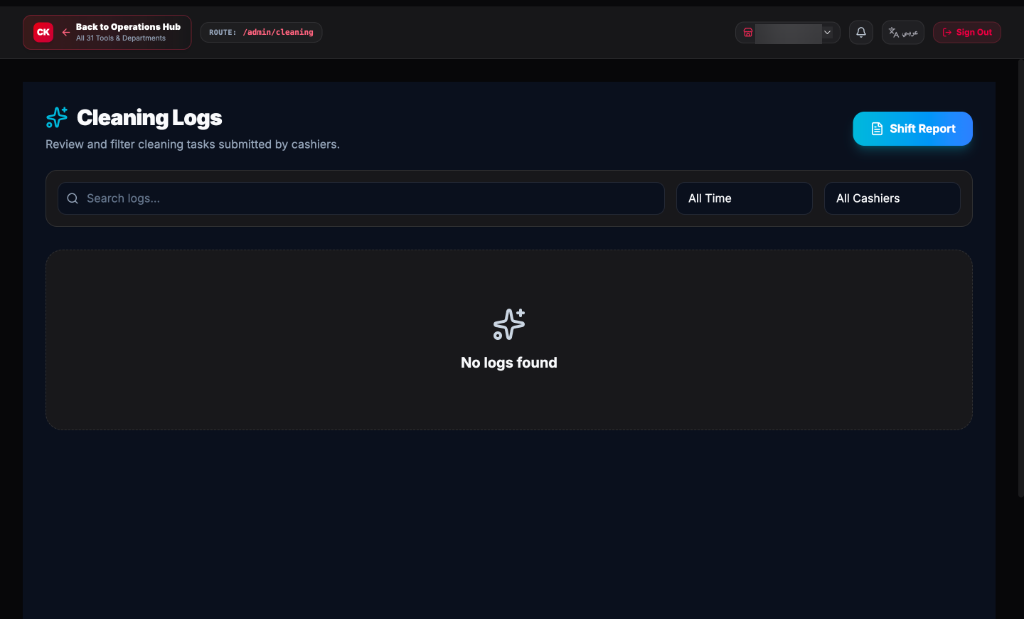 CK
Back to Operations Hub
All 31 Tools & Departments
ROUTE: /admin/cleaning
عربي
Sign Out
Cleaning Logs
Review and filter cleaning tasks submitted by cashiers.
Shift Report
Search logs...
All Time
All Cashiers
No logs found